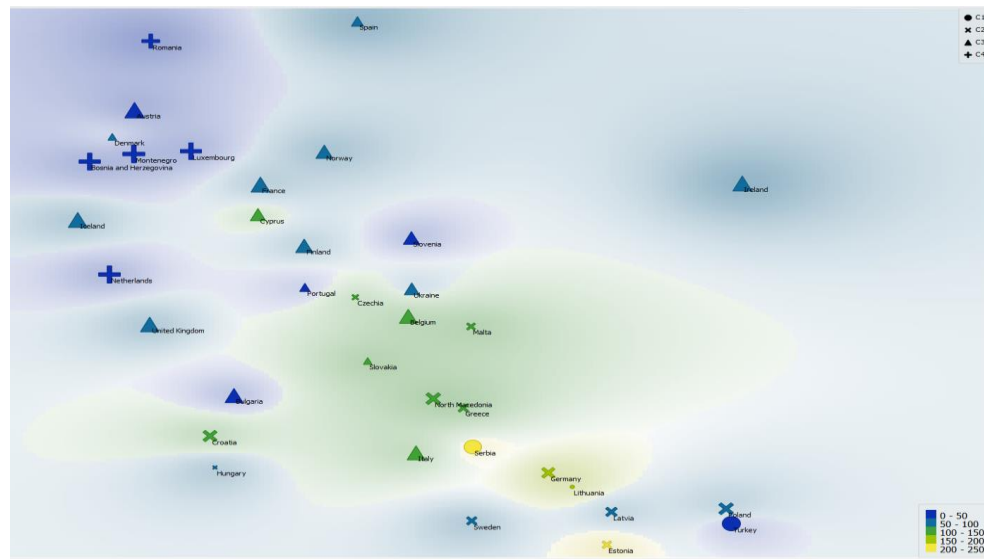 Spain
C1
C2
C3
C4
Romania
Austria
Denmark
Montenegro
Luxembourg
Bosnia and Herzegovina
Norway
France
Ireland
Iceland
Cyprus
Finland
Slovenia
Netherlands
Portugal
Czechia
Ukraine
United Kingdom
Belgium
Malta
Slovakia
Bulgaria
North Macedonia
Greece
Croatia
Italy
Serbia
Hungary
Germany
Lithuania
Sweden
Latvia
Poland
Turkey
Estonia
0 - 50
50 - 100
100 - 150
150 - 200
200 - 250